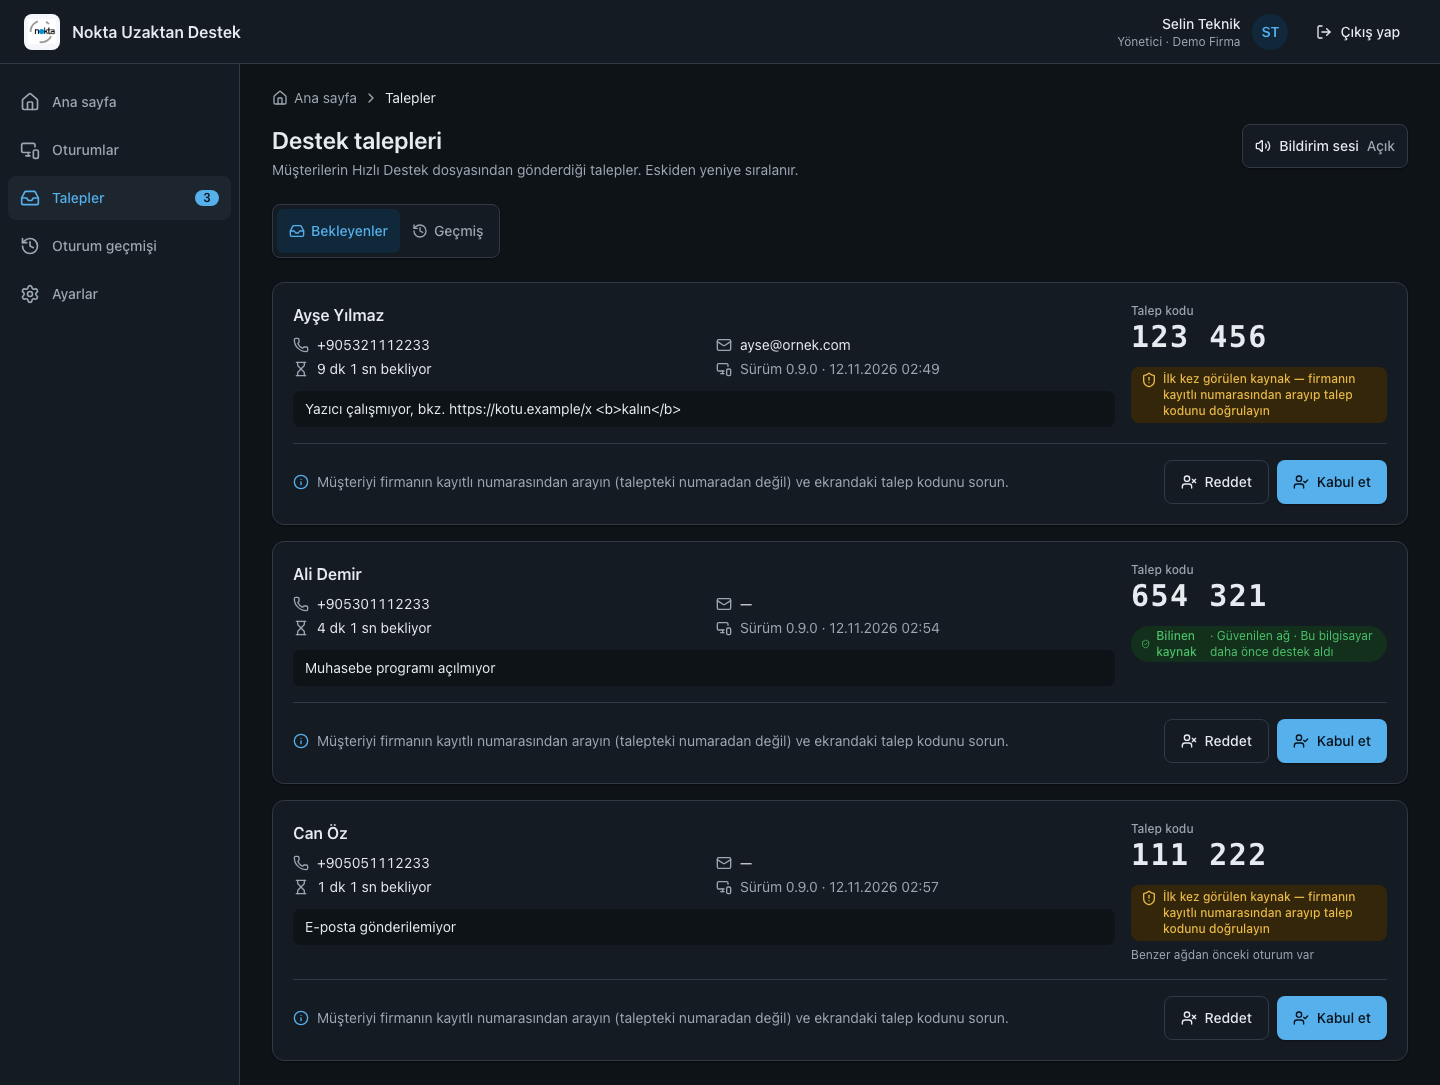 nokta
Nokta Uzaktan Destek
Selin Teknik
Yönetici · Demo Firma
ST
Çıkış yap
Ana sayfa
Oturumlar
Talepler
3
Oturum geçmişi
Ayarlar
Ana sayfa
Talepler
Destek talepleri
Müşterilerin Hızlı Destek dosyasından gönderdiği talepler. Eskiden yeniye sıralanır.
Bildirim sesi Açık
Bekleyenler
Geçmiş
Ayşe Yılmaz
+905321112233
ayse@ornek.com
9 dk 1 sn bekliyor
Sürüm 0.9.0 · 12.11.2026 02:49
Yazıcı çalışmıyor, bkz. https://kotu.example/x <b>kalın</b>
Talep kodu
123 456
İlk kez görülen kaynak — firmanın
kayıtlı numarasından arayıp talep
kodunu doğrulayın
Müşteriyi firmanın kayıtlı numarasından arayın (talepteki numaradan değil) ve ekrandaki talep kodunu sorun.
Reddet
Kabul et
Ali Demir
+905301112233
—
4 dk 1 sn bekliyor
Sürüm 0.9.0 · 12.11.2026 02:54
Muhasebe programı açılmıyor
Talep kodu
654 321
Bilinen
kaynak
· Güvenilen ağ · Bu bilgisayar
daha önce destek aldı
Müşteriyi firmanın kayıtlı numarasından arayın (talepteki numaradan değil) ve ekrandaki talep kodunu sorun.
Reddet
Kabul et
Can Öz
+905051112233
—
1 dk 1 sn bekliyor
Sürüm 0.9.0 · 12.11.2026 02:57
E-posta gönderilemiyor
Talep kodu
111 222
İlk kez görülen kaynak — firmanın
kayıtlı numarasından arayıp talep
kodunu doğrulayın
Benzer ağdan önceki oturum var
Müşteriyi firmanın kayıtlı numarasından arayın (talepteki numaradan değil) ve ekrandaki talep kodunu sorun.
Reddet
Kabul et